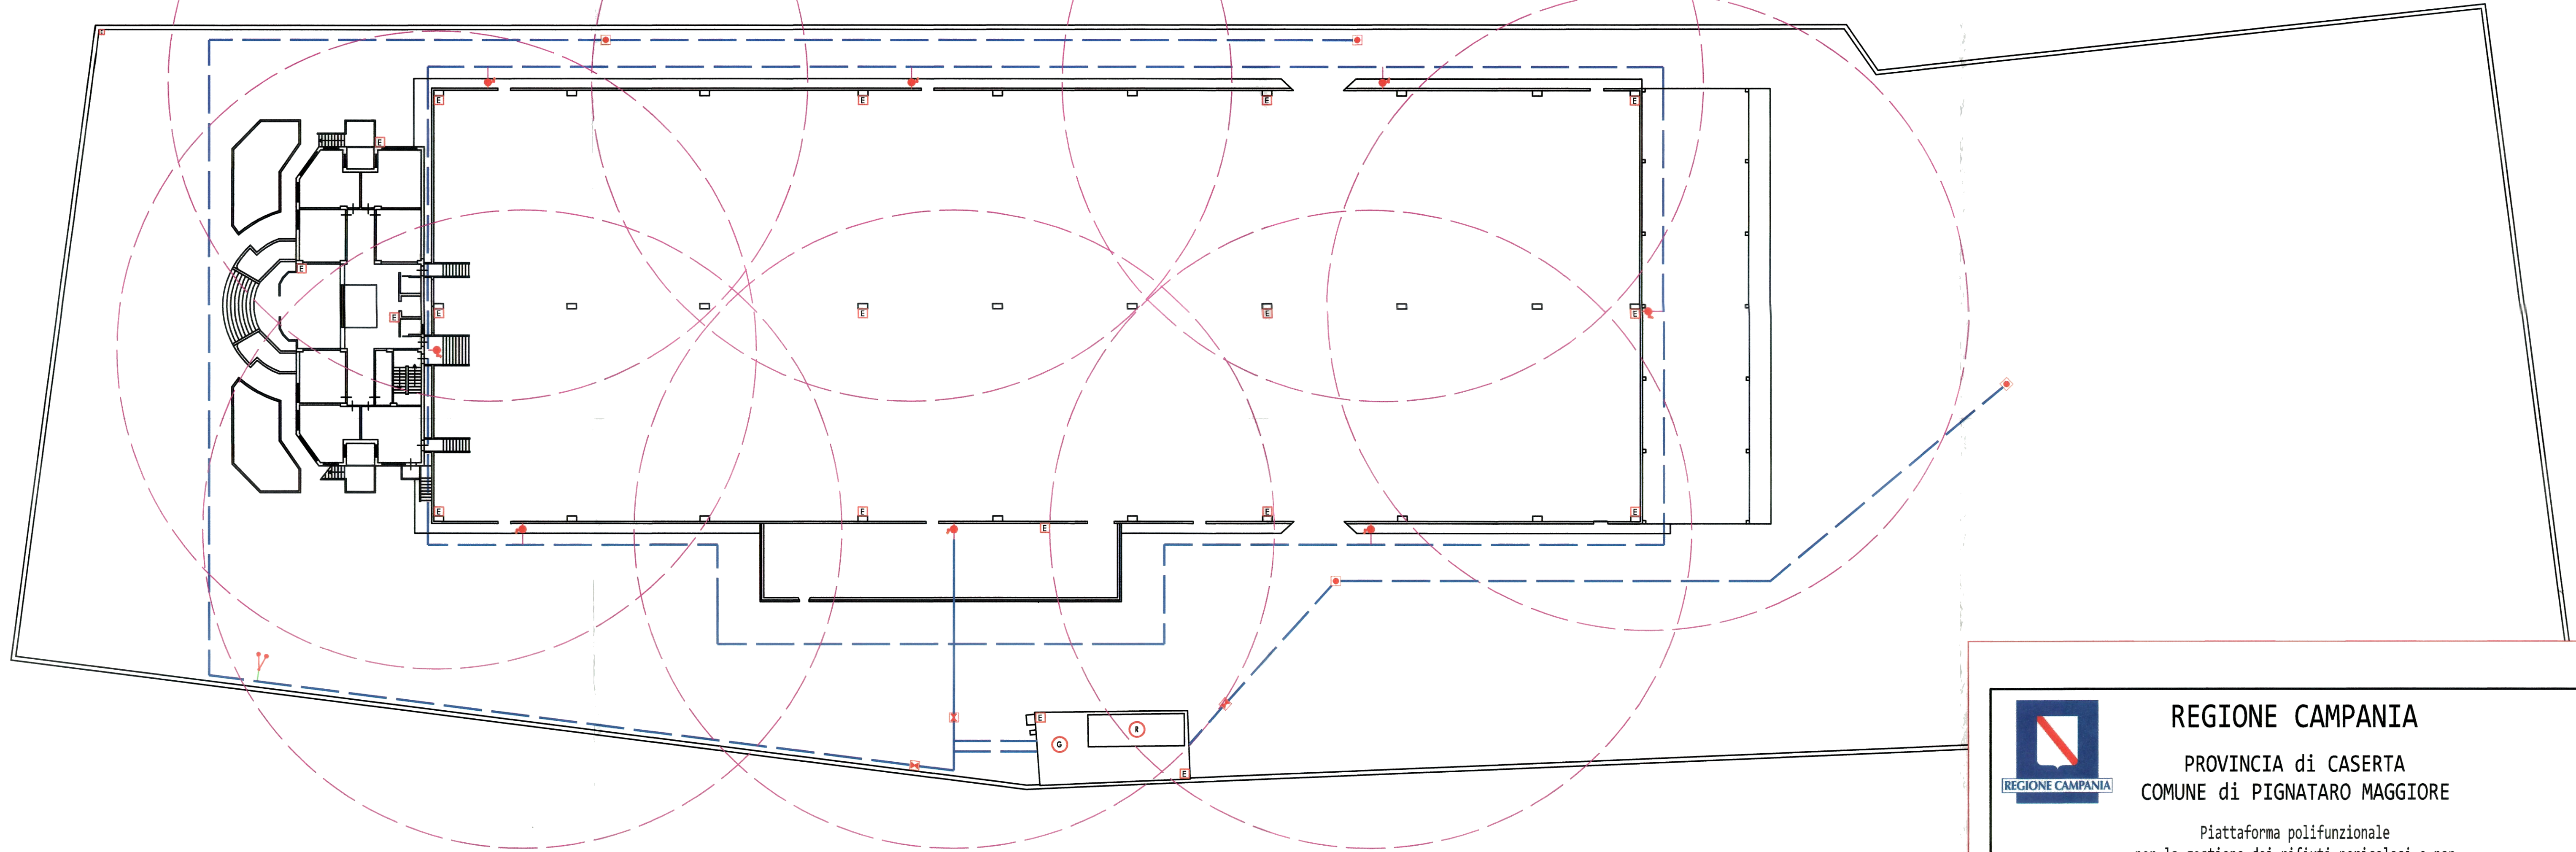 E E E E
E
E
E E E E
E
E E E E
E
E
R
G
E
REGIONE CAMPANIA
REGIONE CAMPANIA
PROVINCIA di CASERTA
COMUNE di PIGNATARO MAGGIORE
Piattaforma polifunzionale